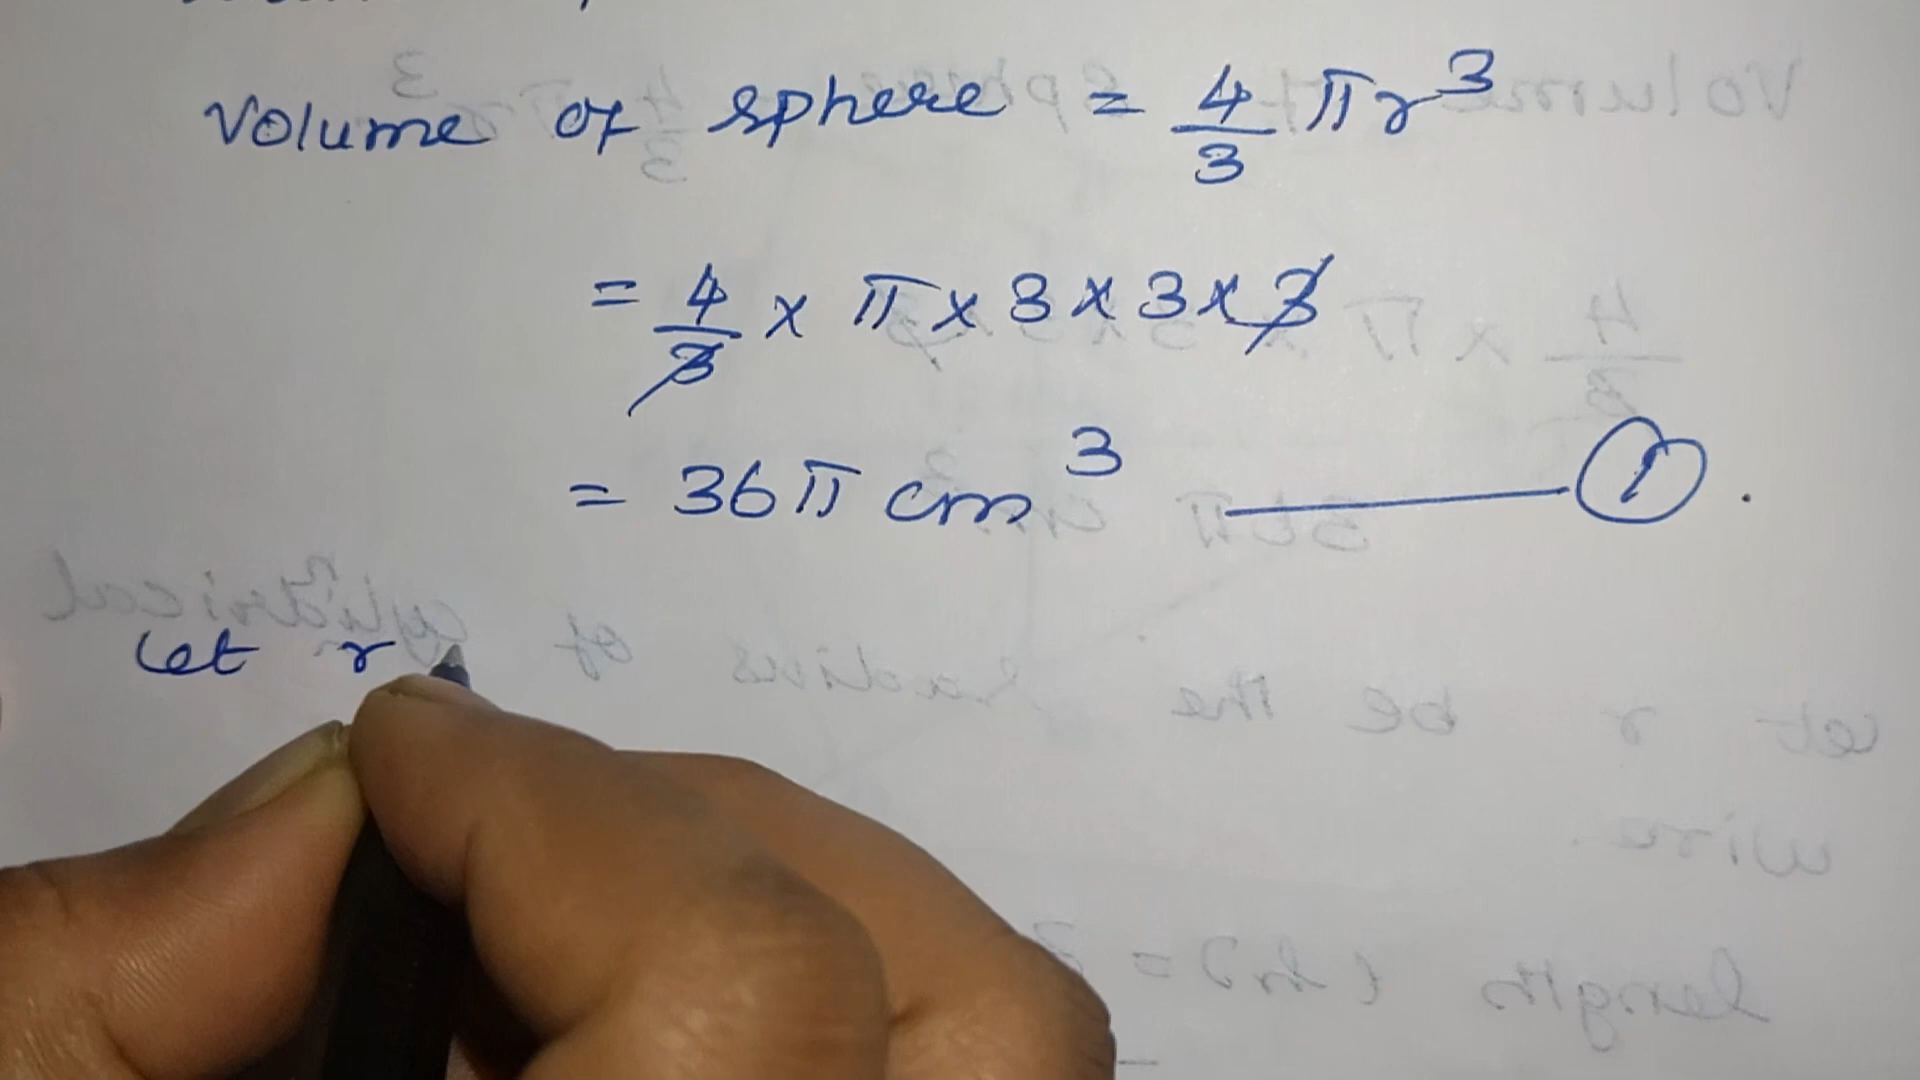 Volume of sphere = 4/3 πr³
= 4/3 × π × 3 × 3 × 3
= 36π cm³ ——— 1 .
Let r